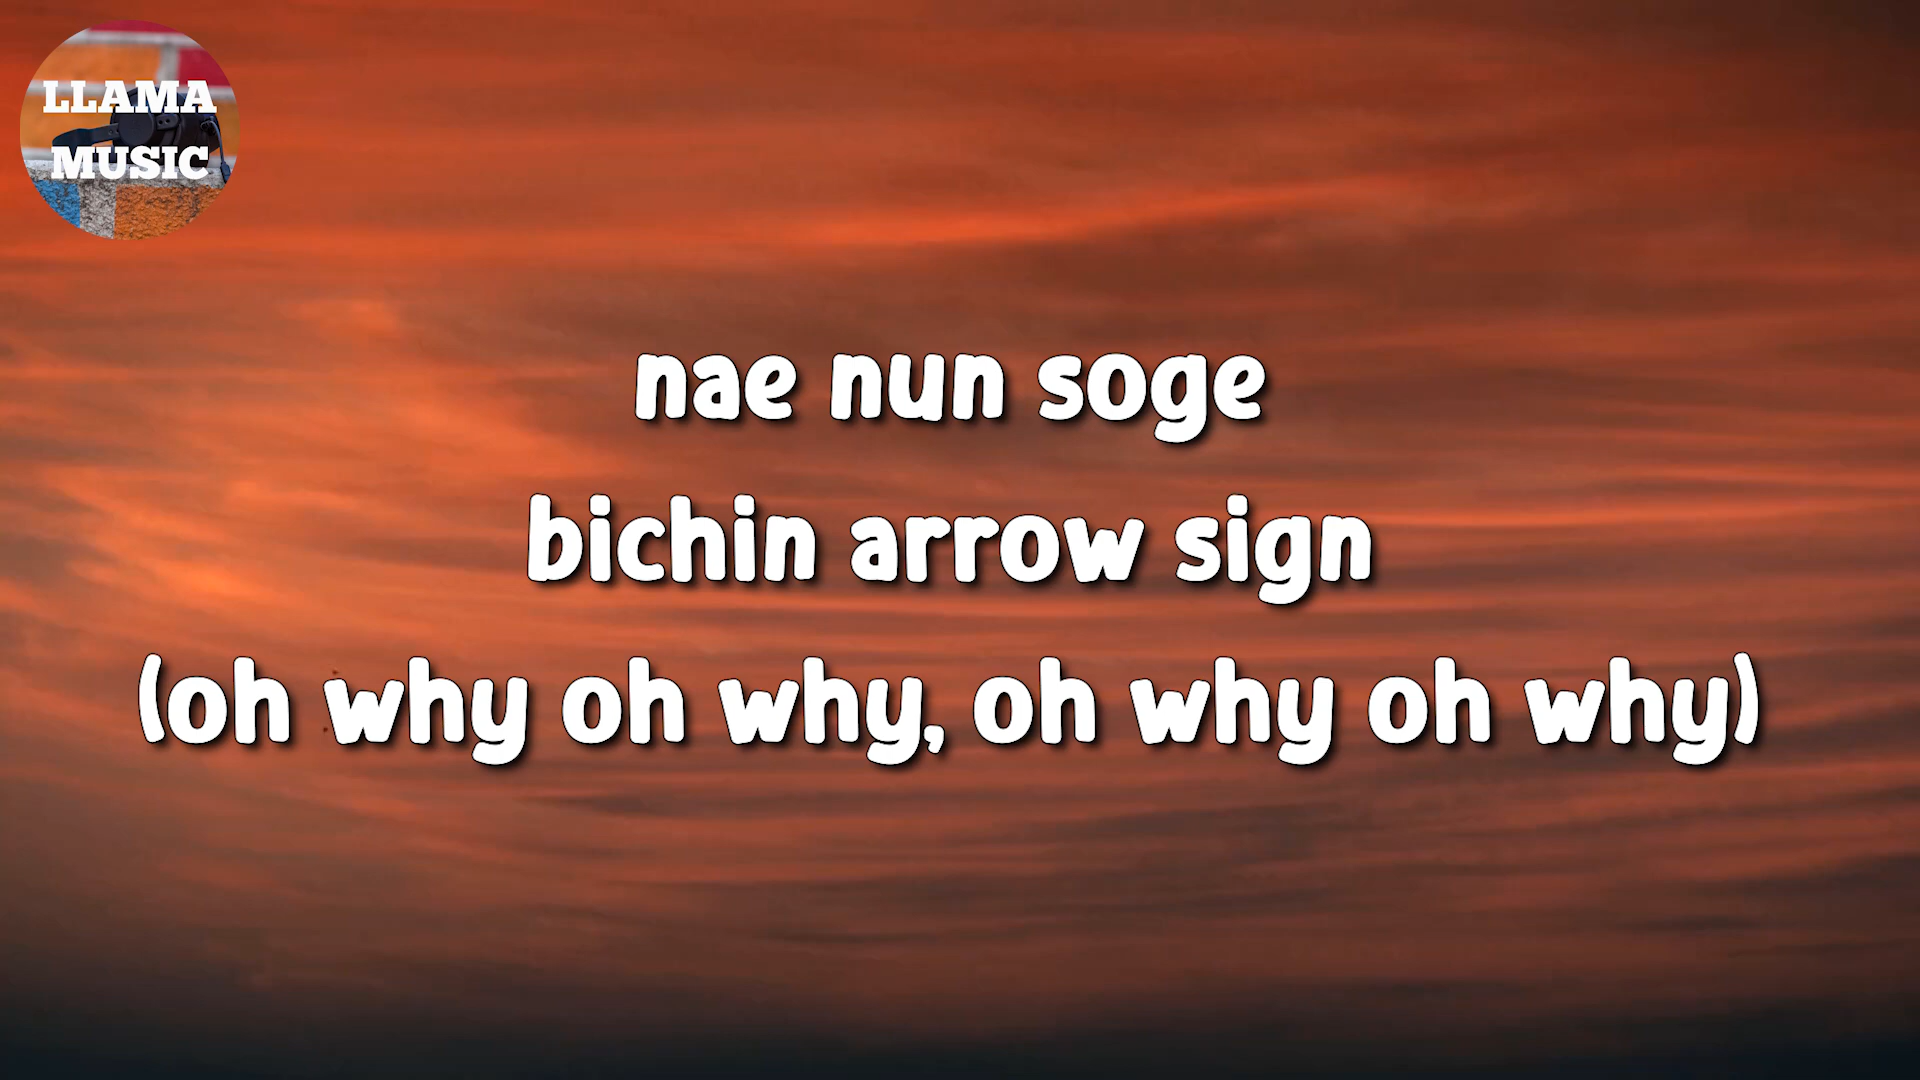 LLAMA
MUSIC
nae nun soge
bichin arrow sign
(oh why oh why, oh why oh why)